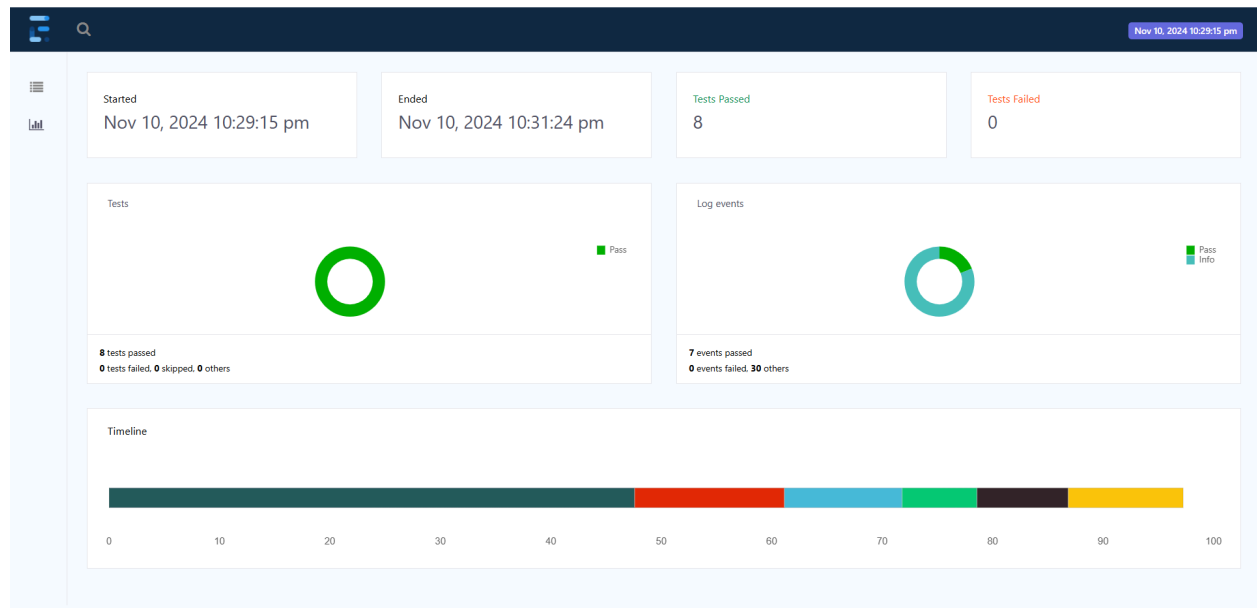 Nov 10, 2024 10:29:15 pm
Started
Nov 10, 2024 10:29:15 pm
Ended
Nov 10, 2024 10:31:24 pm
Tests Passed
8
Tests Failed
0
Tests
Pass
8 tests passed
0 tests failed, 0 skipped, 0 others
Log events
Pass
Info
7 events passed
0 events failed, 30 others
Timeline
0 10 20 30 40 50 60 70 80 90 100